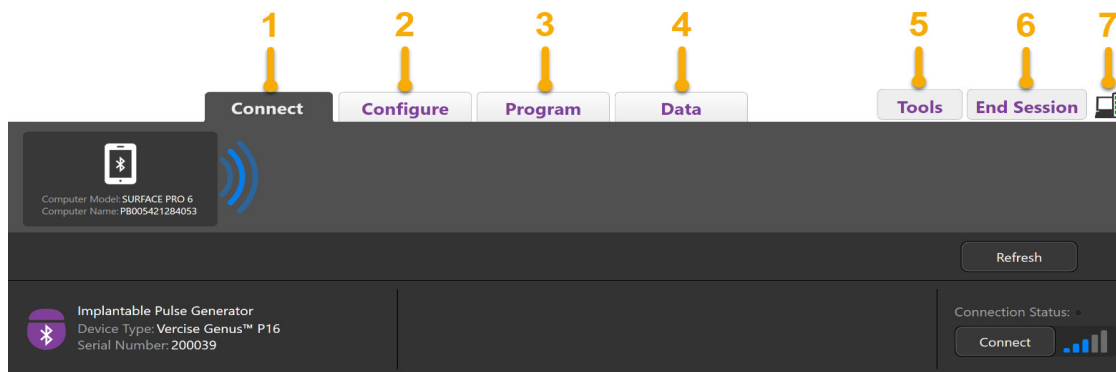 1 2 3 4 5 6 7
Connect Configure Program Data Tools End Session
Computer Model: SURFACE PRO 6
Computer Name: PB005421284053
Refresh
Implantable Pulse Generator
Device Type: Vercise Genus™ P16
Serial Number: 200039
Connection Status:
Connect